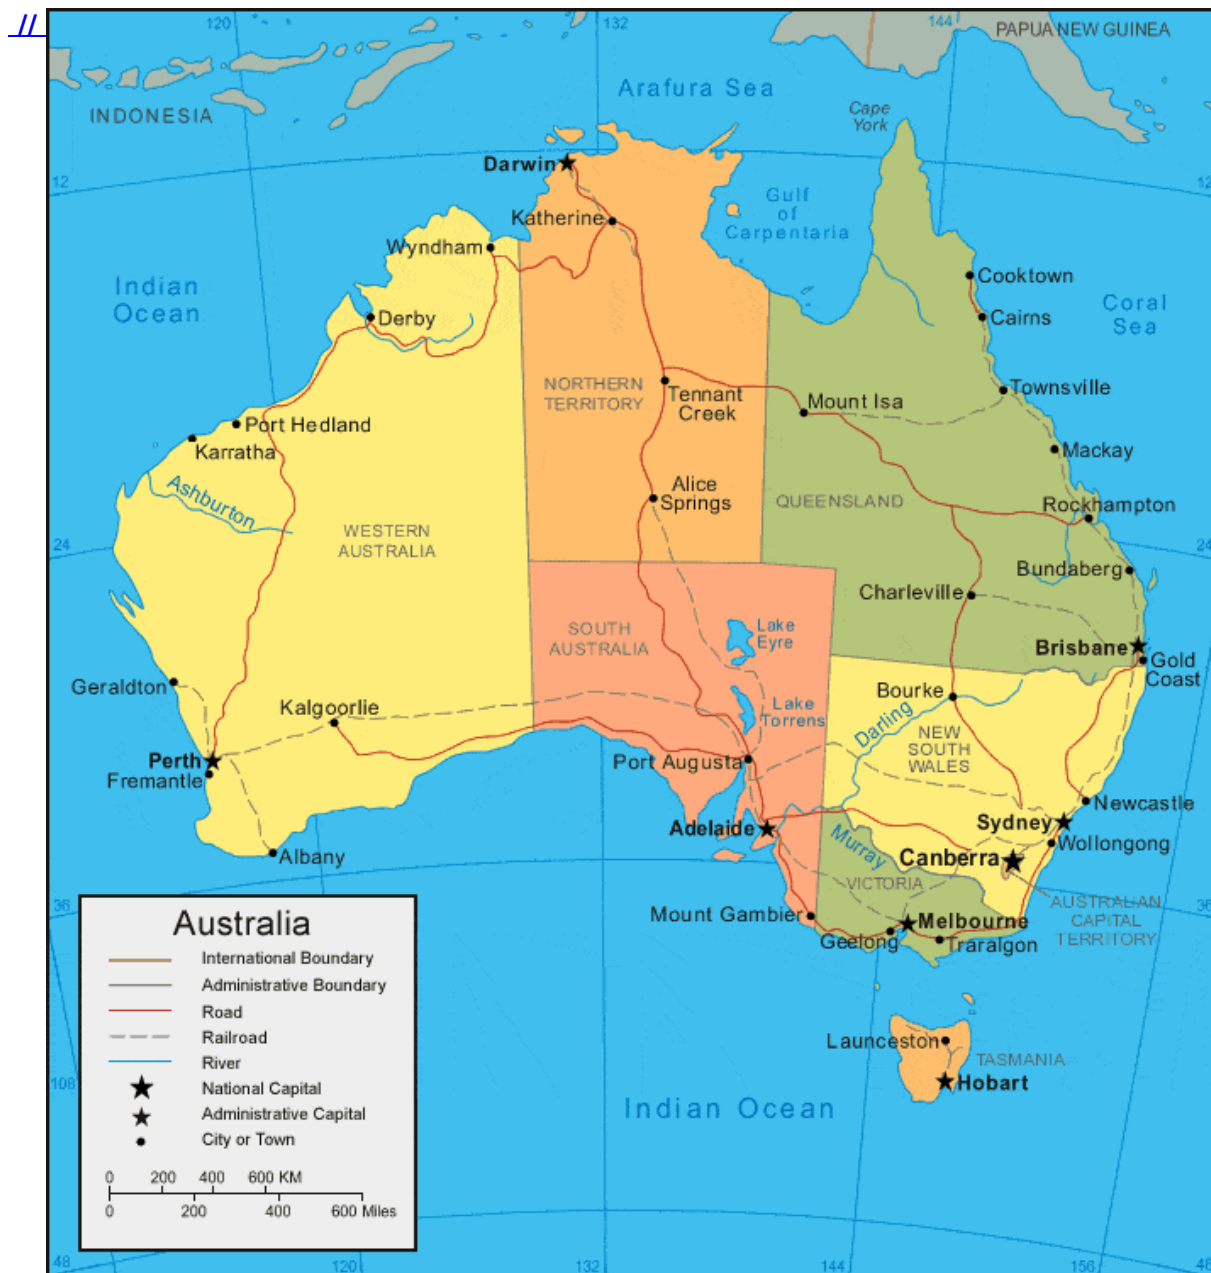 //
120
132
144
PAPUA NEW GUINEA
Arafura Sea
INDONESIA
Cape
York
Darwin
12
12
Katherine
Gulf
of
Carpentaria
Wyndham
Cooktown
Indian
Ocean
Coral
Sea
Derby
Cairns
NORTHERN
TERRITORY
Tennant
Creek
Mount Isa
Townsville
Port Hedland
Karratha
Mackay
Ashburton
Alice
Springs
QUEENSLAND
Rockhampton
WESTERN
AUSTRALIA
24
24
Bundaberg
Charleville
SOUTH
AUSTRALIA
Lake
Eyre
Brisbane
Gold
Coast
Geraldton
Bourke
Kalgoorlie
Lake
Torrens
Darling
NEW
SOUTH
WALES
Perth
Fremantle
Port Augusta
Newcastle
Adelaide
Sydney
Wollongong
Murray
Canberra
Albany
VICTORIA
36
36
Mount Gambier
Melbourne
AUSTRALIAN
CAPITAL
TERRITORY
Geelong
Traralgon
Launceston
TASMANIA
Hobart
Indian Ocean
108
Australia
International Boundary
Administrative Boundary
Road
Railroad
River
National Capital
Administrative Capital
City or Town
0 200 400 600 KM
0 200 400 600 Miles
48
120
132
144
156
48